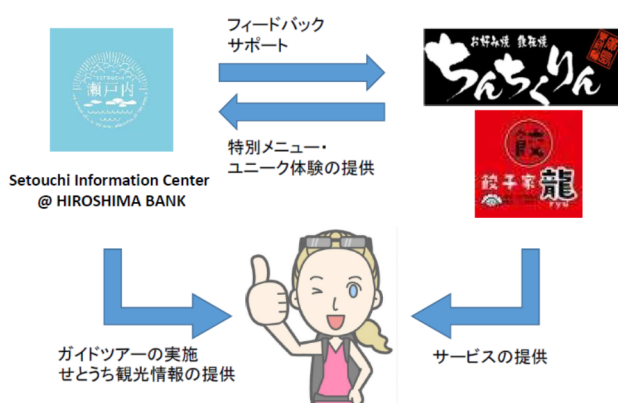 フィードバック
サポート
お好み焼 鉄板焼
ちんちくりん
SETOUCHI
瀬戸内
特別メニュー・
ユニーク体験の提供
Setouchi Information Center
@ HIROSHIMA BANK
餃子家 龍
ryu
ガイドツアーの実施
せとうち観光情報の提供
サービスの提供